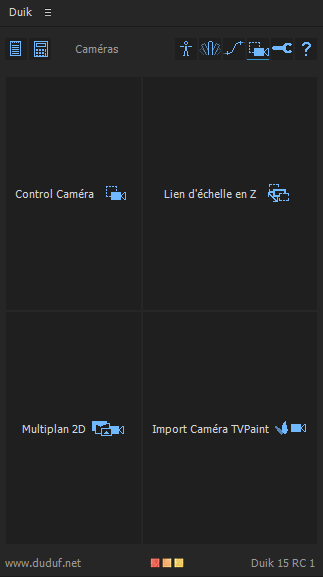 Duik
Caméras
?
Control Caméra
Lien d'échelle en Z
Multiplan 2D
Import Caméra TVPaint
www.duduf.net
Duik 15 RC 1